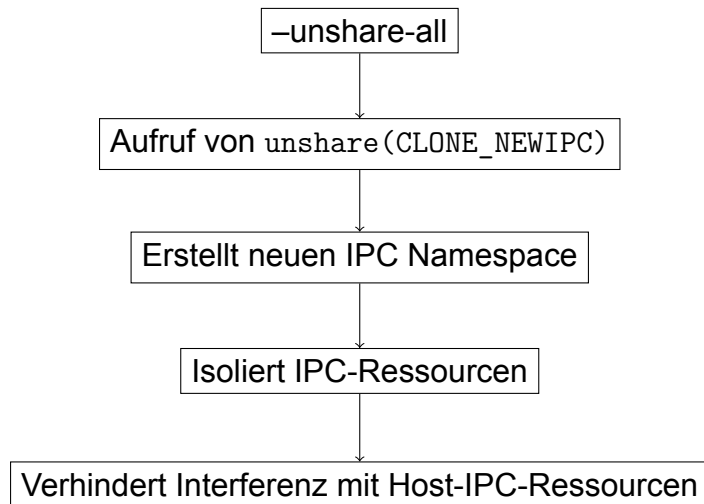 –unshare-all
Aufruf von unshare(CLONE_NEWIPC)
Erstellt neuen IPC Namespace
Isoliert IPC-Ressourcen
Verhindert Interferenz mit Host-IPC-Ressourcen